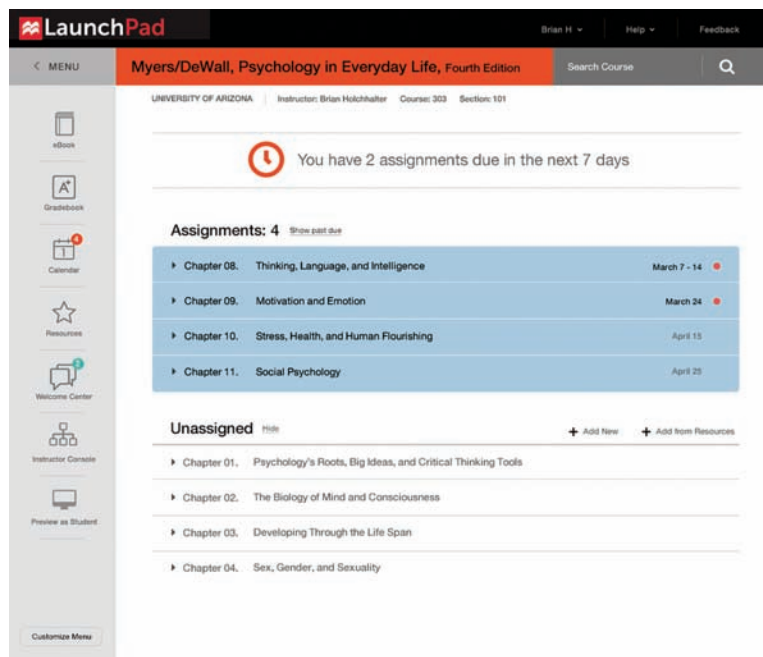 LaunchPad
Brian H
Help
Feedback
< MENU
Myers/DeWall, Psychology in Everyday Life, Fourth Edition
Search Course
UNIVERSITY OF ARIZONA | Instructor: Brian Holchhalter Course: 303 Section: 101
eBook
You have 2 assignments due in the next 7 days
A+
Gradebook
Assignments: 4 Show past due
4
1
Calendar
Chapter 08. Thinking, Language, and Intelligence March 7 - 14
Chapter 09. Motivation and Emotion March 24
Resources
Chapter 10. Stress, Health, and Human Flourishing April 15
2
Welcome Center
Chapter 11. Social Psychology April 25
Unassigned Hide + Add New + Add from Resources
Instructor Console
Chapter 01. Psychology's Roots, Big Ideas, and Critical Thinking Tools
Chapter 02. The Biology of Mind and Consciousness
Preview as Student
Chapter 03. Developing Through the Life Span
Chapter 04. Sex, Gender, and Sexuality
Customize Menu